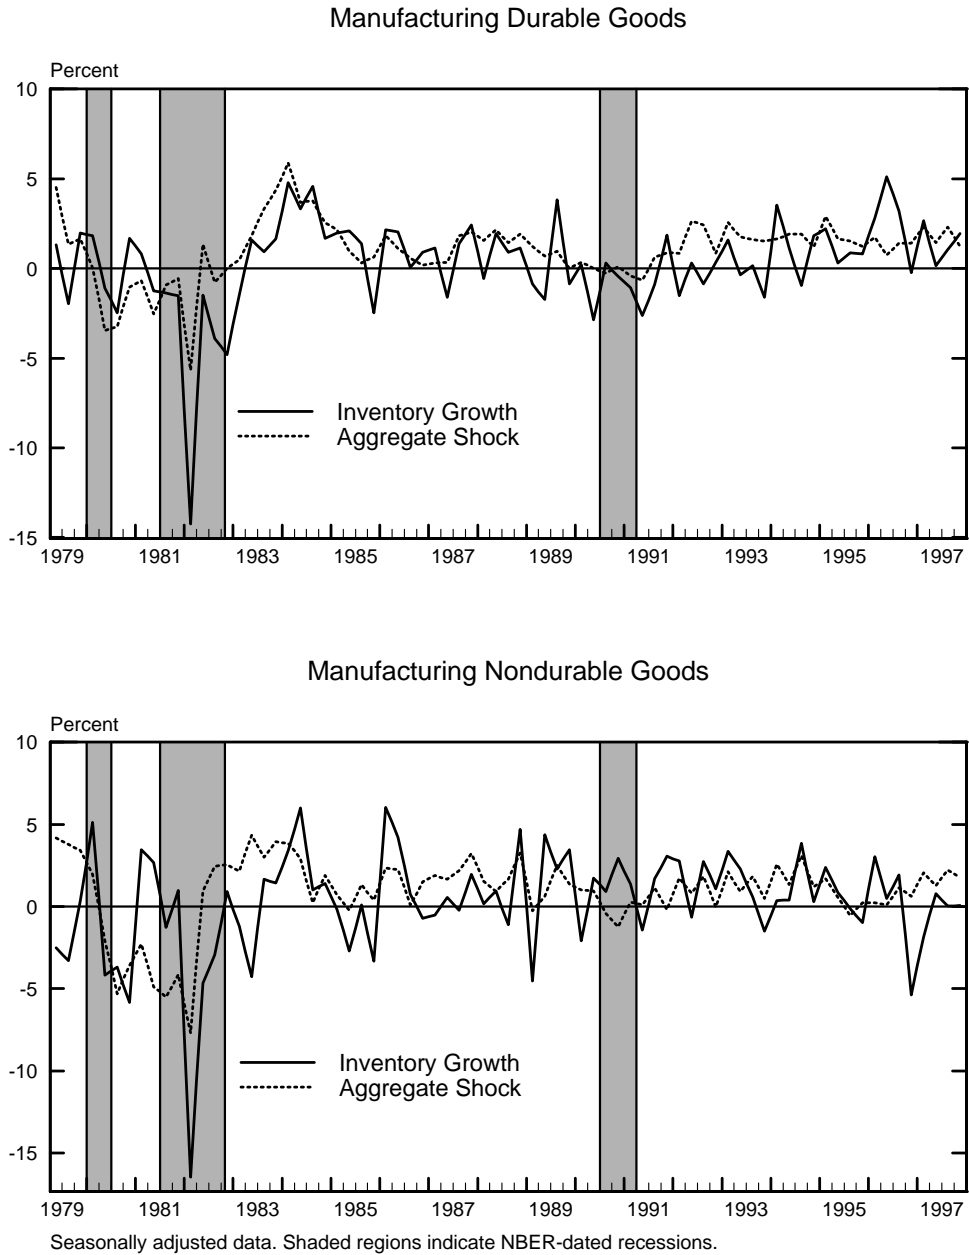 Manufacturing Durable Goods
Percent
10
5
0
-5
Inventory Growth
Aggregate Shock
-10
-15
1979 1981 1983 1985 1987 1989 1991 1993 1995 1997
Manufacturing Nondurable Goods
Percent
10
5
0
-5
Inventory Growth
Aggregate Shock
-10
-15
1979 1981 1983 1985 1987 1989 1991 1993 1995 1997
Seasonally adjusted data. Shaded regions indicate NBER-dated recessions.